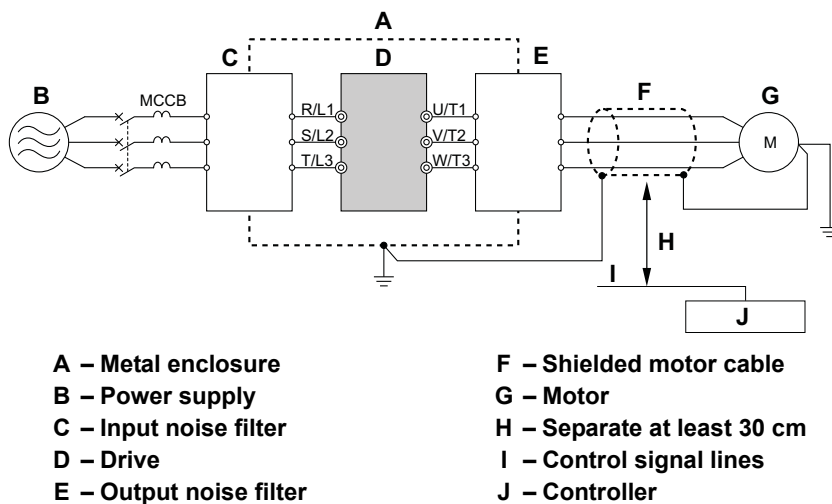 A
C
D
E
F
G
B
MCCB
R/L1
S/L2
T/L3
U/T1
V/T2
W/T3
M
H
I
J
A – Metal enclosure
B – Power supply
C – Input noise filter
D – Drive
E – Output noise filter
F – Shielded motor cable
G – Motor
H – Separate at least 30 cm
I – Control signal lines
J – Controller